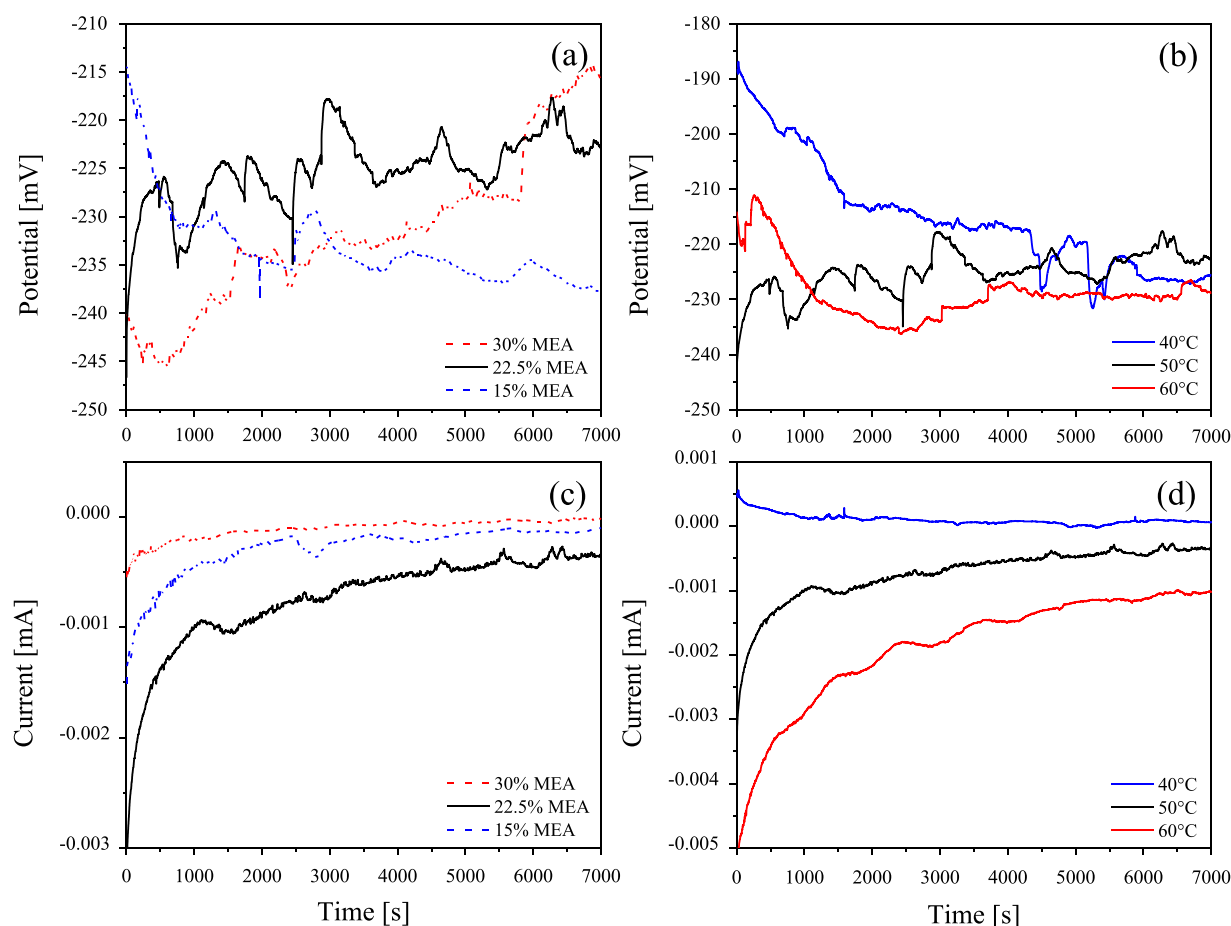 (a)
-210
-215
-220
-225
-230
-235
-240
-245
-250
Potential [mV]
30% MEA
22.5% MEA
15% MEA
0 1000 2000 3000 4000 5000 6000 7000
(b)
-180
-190
-200
-210
-220
-230
-240
-250
Potential [mV]
40°C
50°C
60°C
0 1000 2000 3000 4000 5000 6000 7000
(c)
0.000
-0.001
-0.002
-0.003
Current [mA]
30% MEA
22.5% MEA
15% MEA
0 1000 2000 3000 4000 5000 6000 7000
Time [s]
(d)
0.001
0.000
-0.001
-0.002
-0.003
-0.004
-0.005
Current [mA]
40°C
50°C
60°C
0 1000 2000 3000 4000 5000 6000 7000
Time [s]